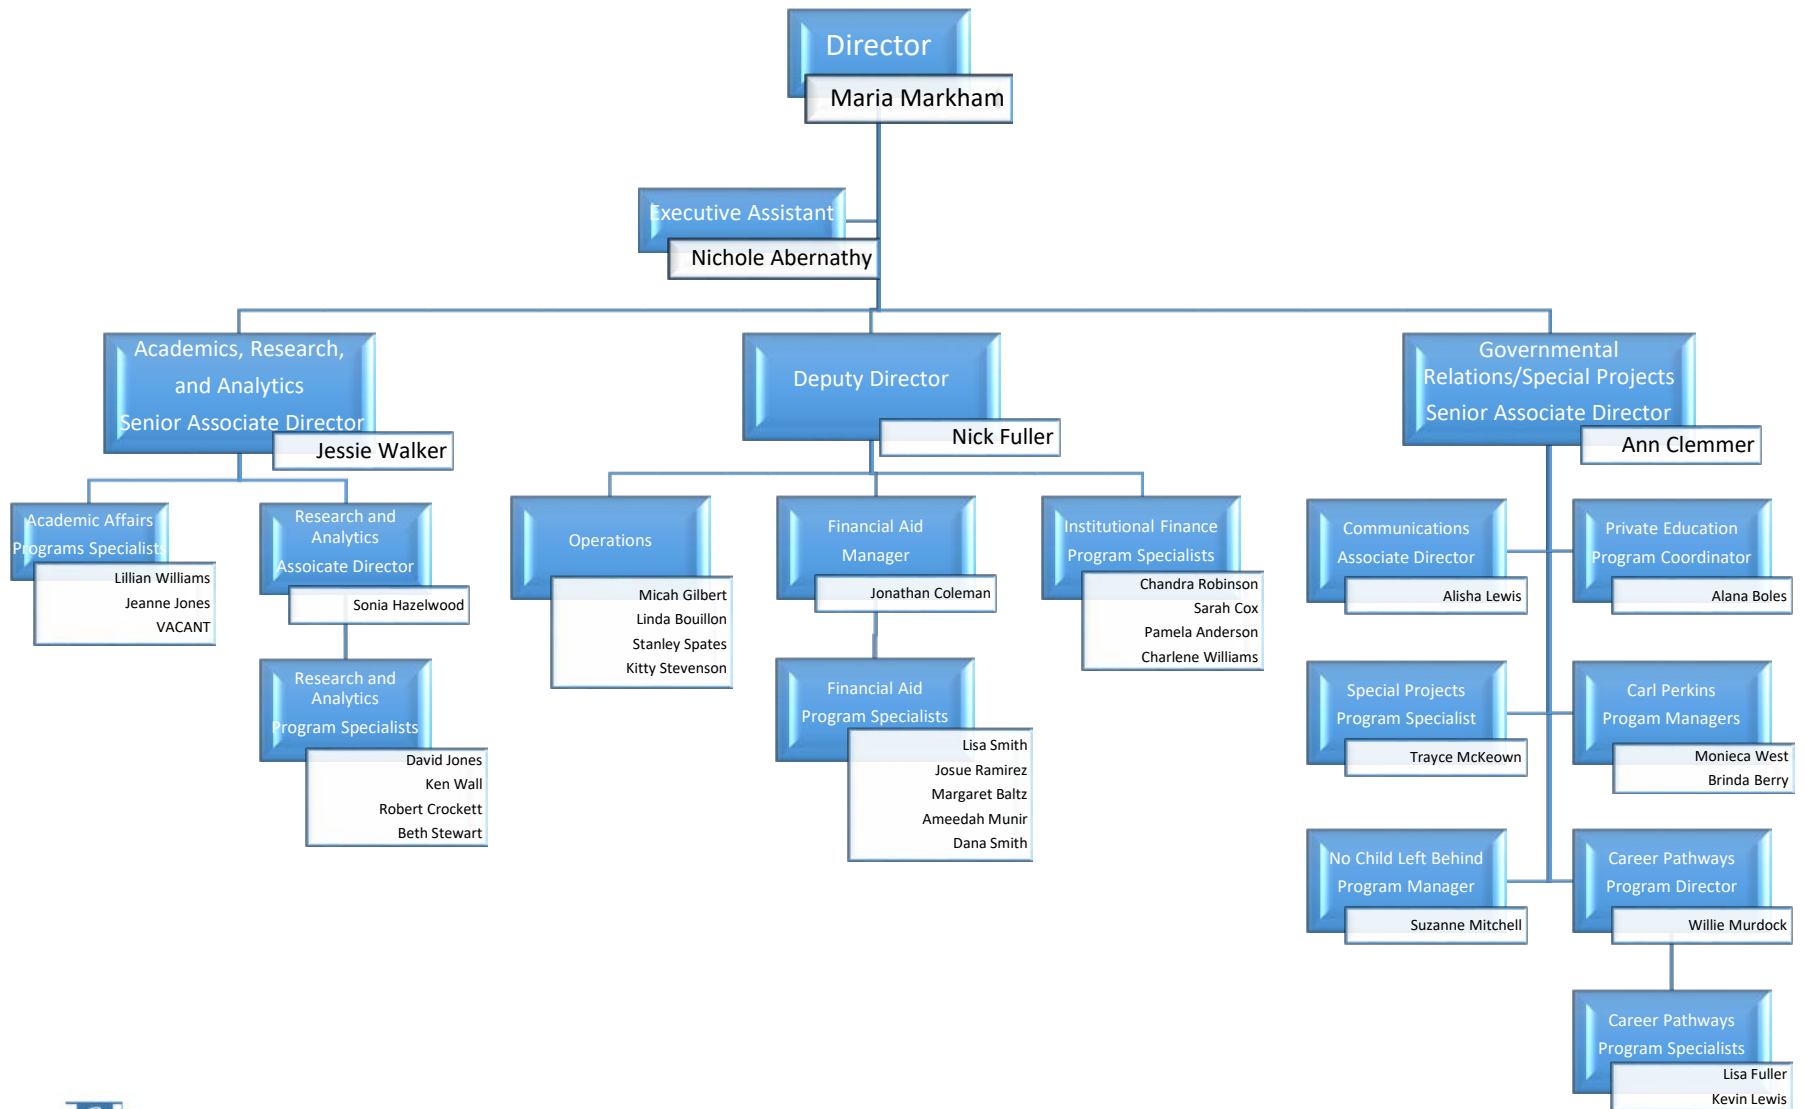 Director
Maria Markham
Executive Assistant
Nichole Abernathy
Academics, Research,
and Analytics
Senior Associate Director
Jessie Walker
Deputy Director
Nick Fuller
Governmental
Relations/Special Projects
Senior Associate Director
Ann Clemmer
Academic Affairs
Programs Specialists
Lillian Williams
Jeanne Jones
VACANT
Research and
Analytics
Assoicate Director
Sonia Hazelwood
Research and
Analytics
Program Specialists
David Jones
Ken Wall
Robert Crockett
Beth Stewart
Operations
Micah Gilbert
Linda Bouillon
Stanley Spates
Kitty Stevenson
Financial Aid
Manager
Jonathan Coleman
Financial Aid
Program Specialists
Lisa Smith
Josue Ramirez
Margaret Baltz
Ameedah Munir
Dana Smith
Institutional Finance
Program Specialists
Chandra Robinson
Sarah Cox
Pamela Anderson
Charlene Williams
Communications
Associate Director
Alisha Lewis
Private Education
Program Coordinator
Alana Boles
Special Projects
Program Specialist
Trayce McKeown
Carl Perkins
Progam Managers
Monieca West
Brinda Berry
No Child Left Behind
Program Manager
Suzanne Mitchell
Career Pathways
Program Director
Willie Murdock
Career Pathways
Program Specialists
Lisa Fuller
Kevin Lewis